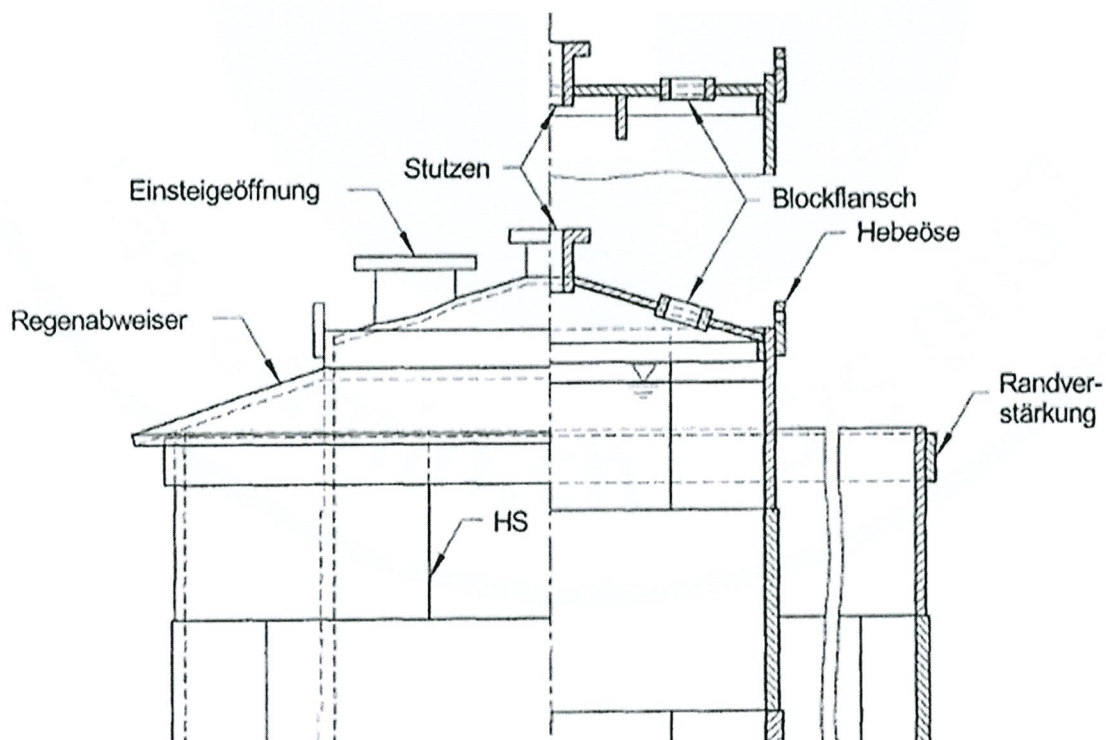 Stutzen
Einsteigeöffnung
Blockflansch
Hebeöse
Regenabweiser
Randver-
stärkung
HS